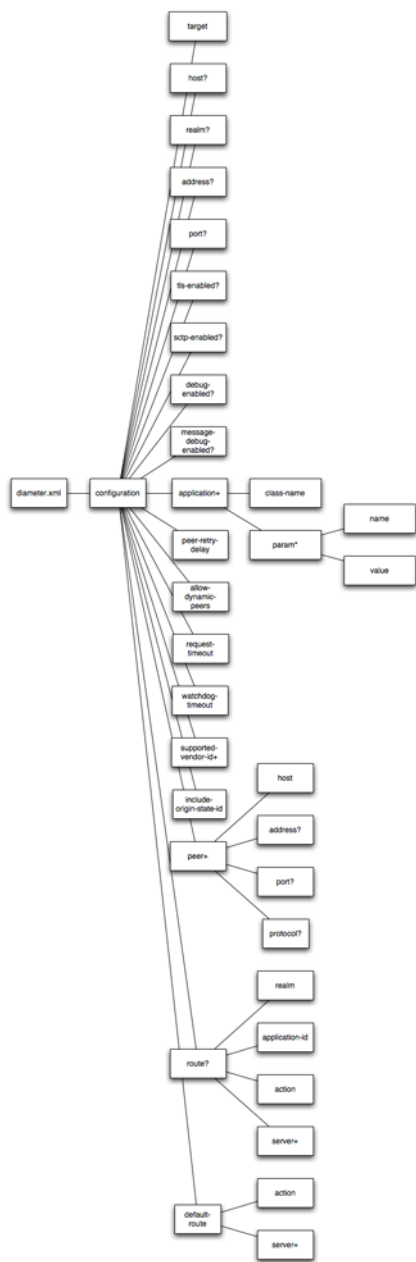 target
host?
realm?
address?
port?
tls-enabled?
sctp-enabled?
debug-
enabled?
message-
debug-
enabled?
diameter.xml
configuration
application+
class-name
param*
name
value
peer-retry-
delay
allow-
dynamic-
peers
request-
timeout
watchdog-
timeout
supported-
vendor-id+
include-
origin-state-id
peer+
host
address?
port?
protocol?
route?
realm
application-id
action
server+
default-
route
action
server+